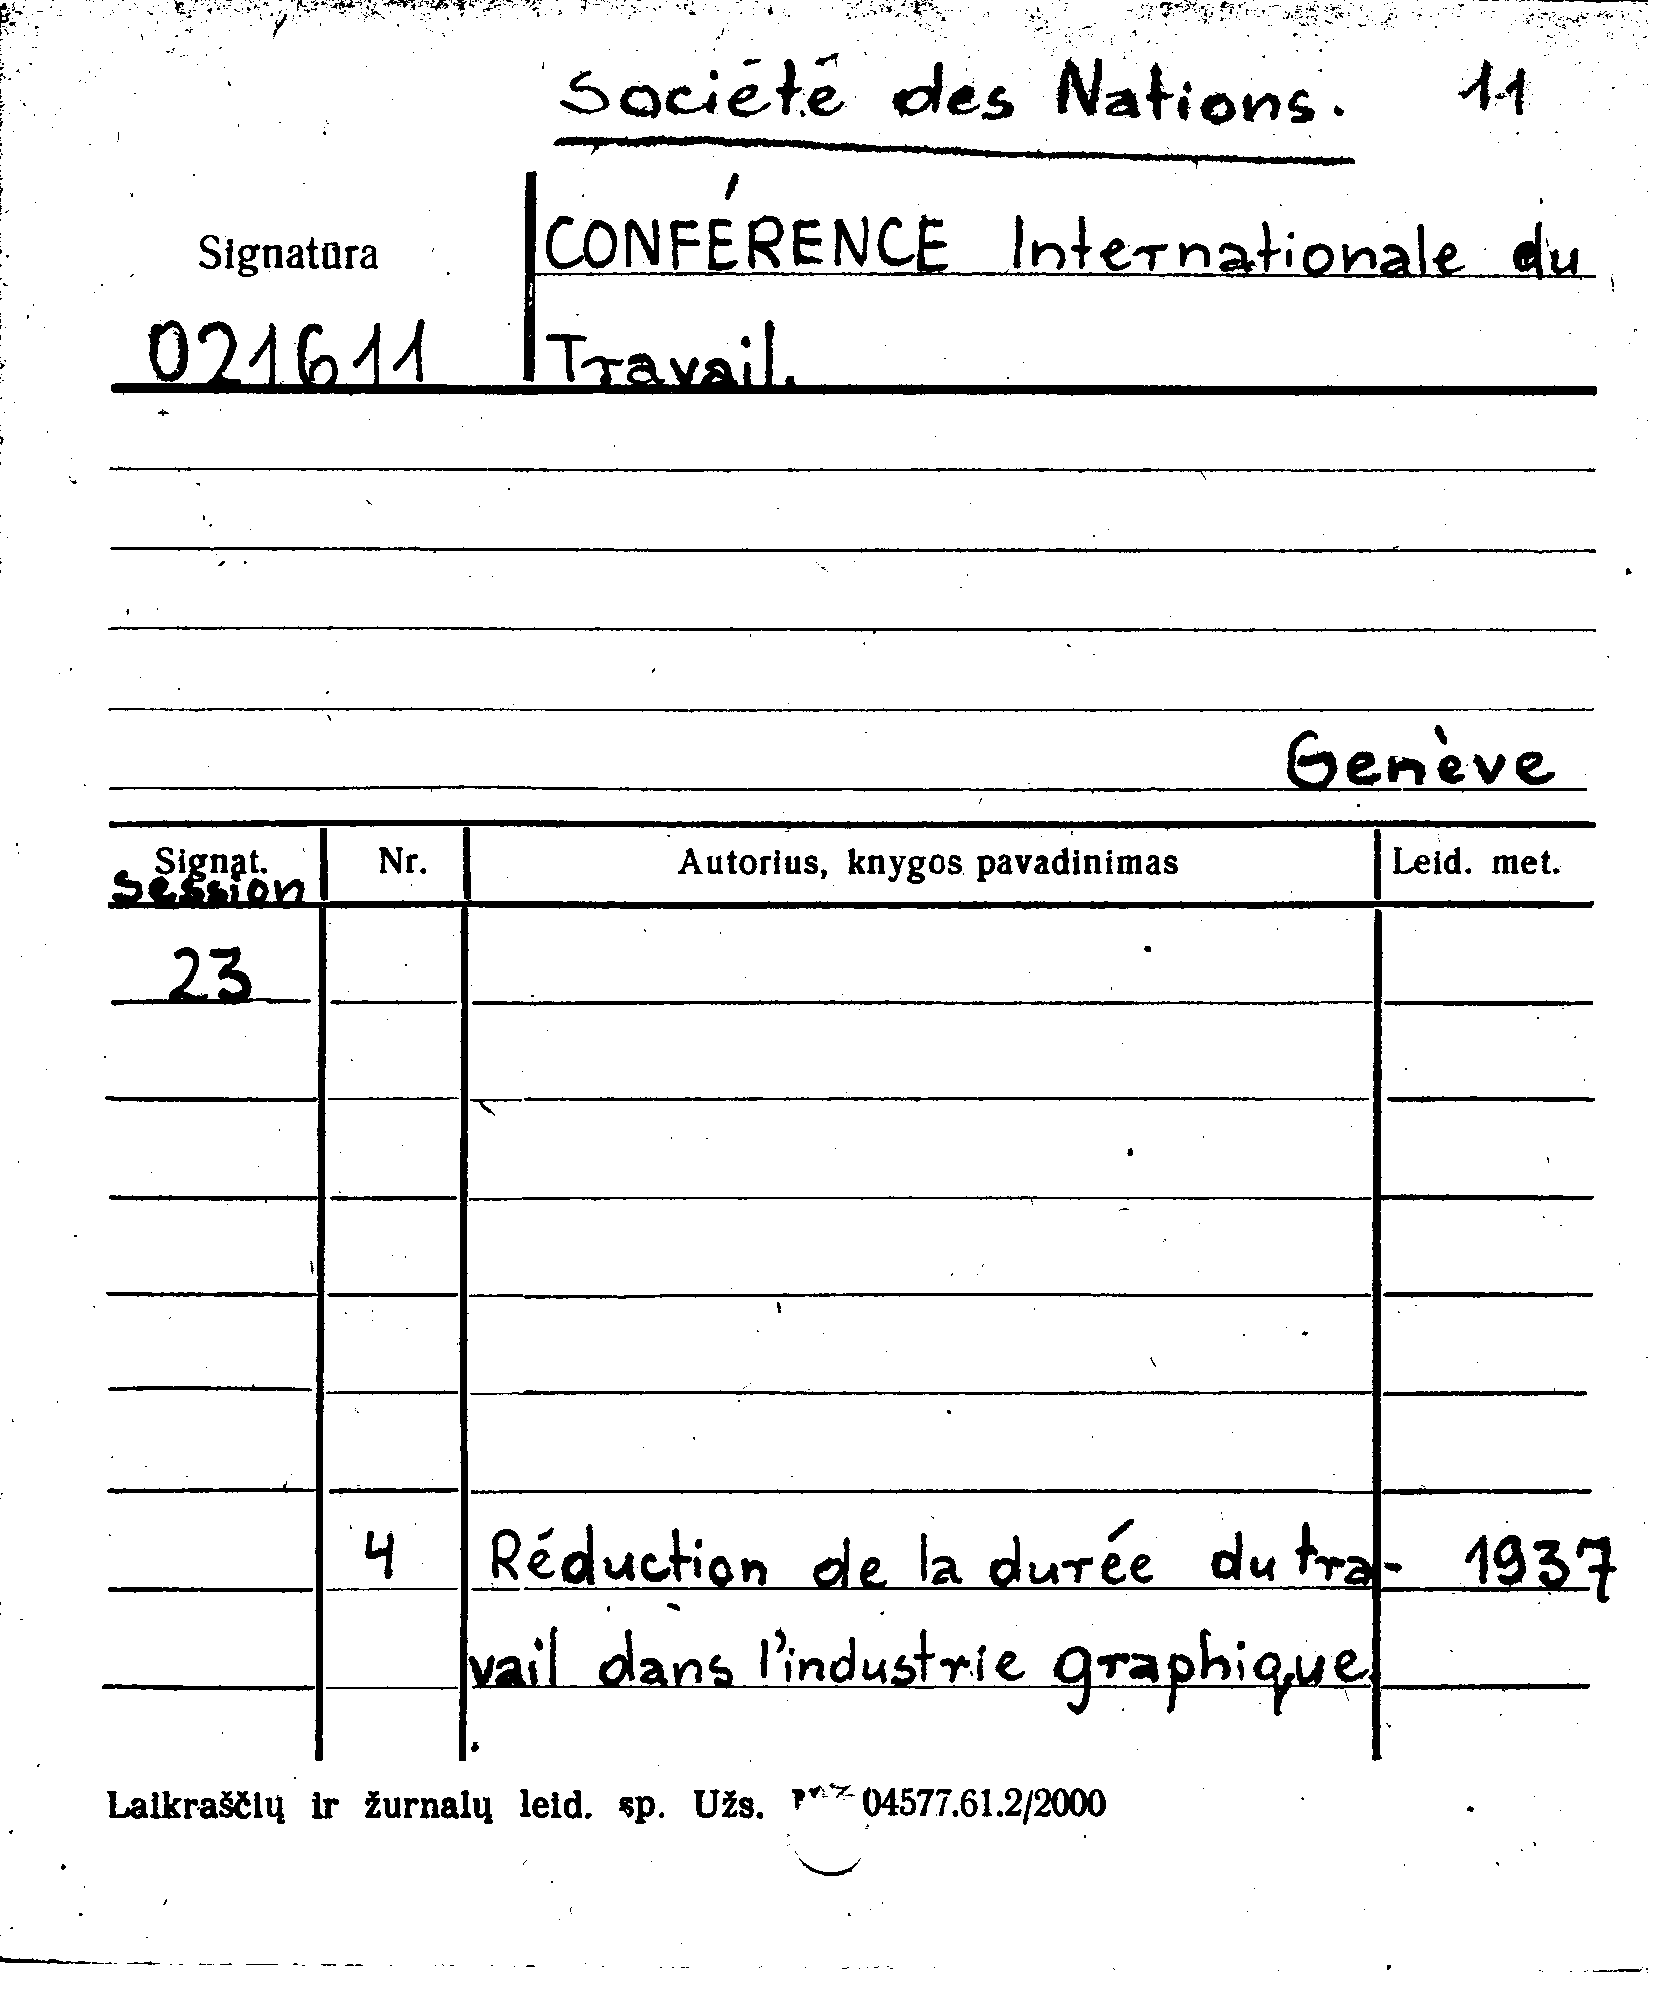 Société des Nations. 11
Signatūra
CONFÉRENCE Internationale du
021611 Travail.
Genève
Signat. Nr. Autorius, knygos pavadinimas Leid. met.
session
23
4 Réduction de la durée du tra- 1937
vail dans l'industrie graphique.
Laikraščių ir žurnalų leid. sp. Užs. 04577.61.2/2000